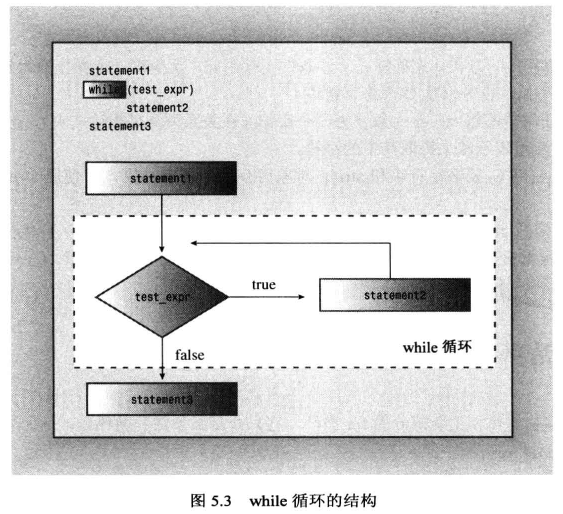 statement1
while (test_expr)
statement2
statement3
statement1
test_expr
true
statement2
while 循环
false
statement3
图 5.3 while 循环的结构